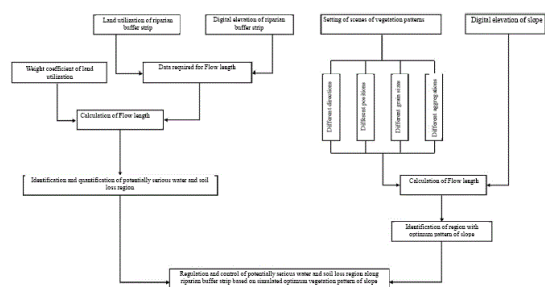 Land utilization of riparian
buffer strip
Digital elevation of riparian
buffer strip
Setting of scenes of vegetation patterns
Digital elevation of slope
Weight coefficient of land
utilization
Data required for Flow length
Different directions
Different positions
Different grain sizes
Different aggregations
Calculation of Flow length
Identification and quantification of potentially serious water and soil
loss region
Calculation of Flow length
Identification of region with
optimum pattern of slope
Regulation and control of potentially serious water and soil loss region along
riparian buffer strip based on simulated optimum vegetation pattern of slope